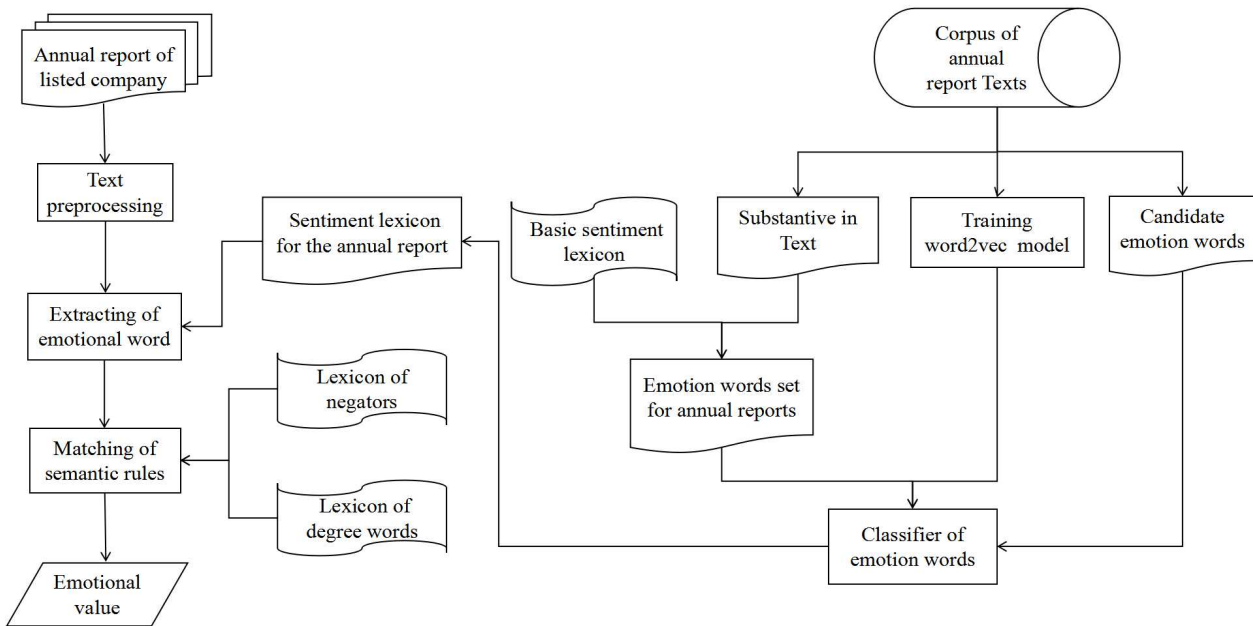 Annual report of
listed company
Corpus of
annual
report Texts
Text
preprocessing
Sentiment lexicon
for the annual report
Basic sentiment
lexicon
Substantive in
Text
Training
word2vec model
Candidate
emotion words
Extracting of
emotional word
Lexicon of
negators
Emotion words set
for annual reports
Matching of
semantic rules
Lexicon of
degree words
Classifier of
emotion words
Emotional
value